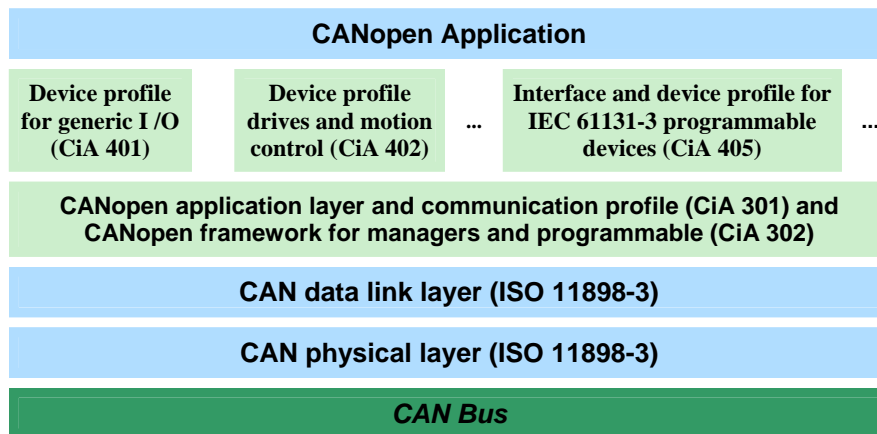 CANopen Application
Device profile
for generic I /O
(CiA 401)
Device profile
drives and motion
control (CiA 402)
...
Interface and device profile for
IEC 61131-3 programmable
devices (CiA 405)
...
CANopen application layer and communication profile (CiA 301) and
CANopen framework for managers and programmable (CiA 302)
CAN data link layer (ISO 11898-3)
CAN physical layer (ISO 11898-3)
CAN Bus